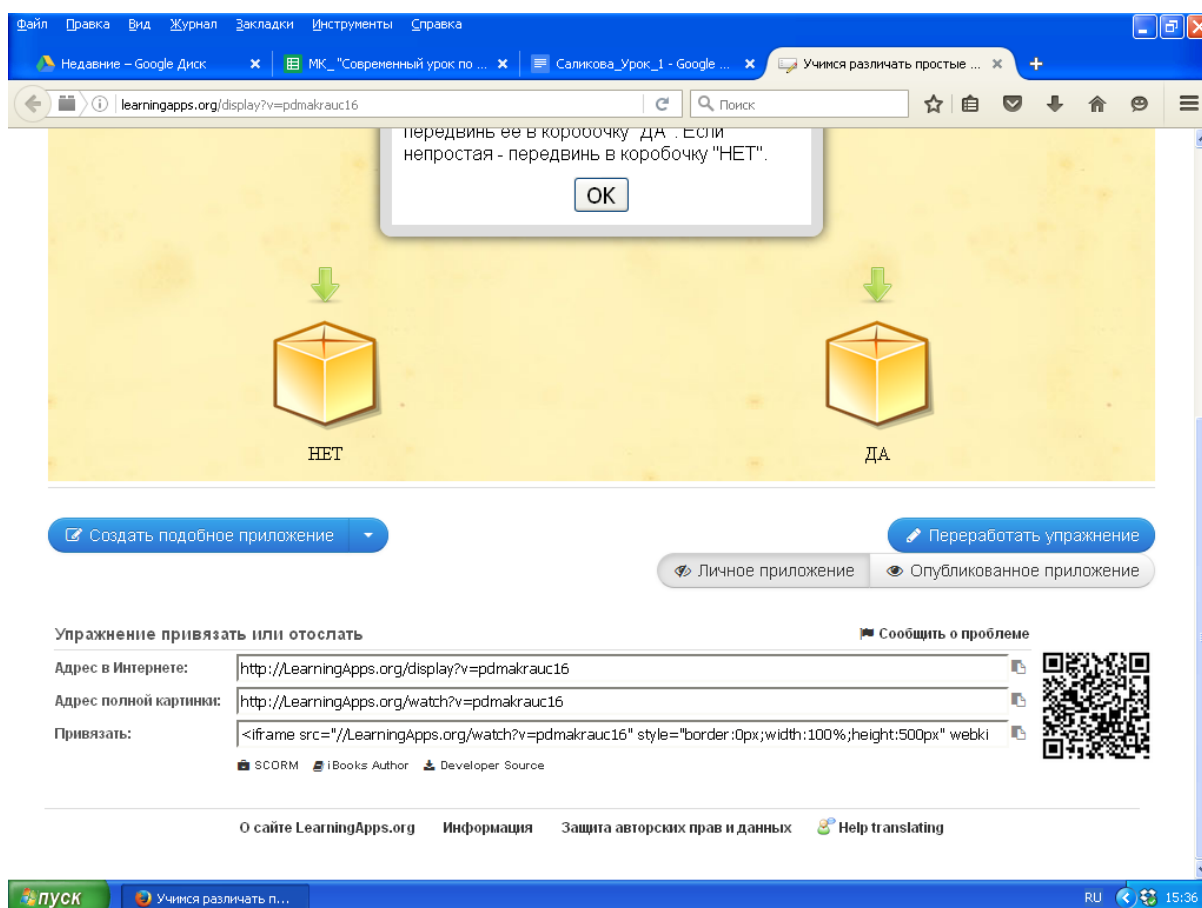 Файл Правка Вид Журнал Закладки Инструменты Справка
Недавние – Google Диск
МК_ "Современный урок по ...
Саликова_Урок_1 - Google ...
Учимся различать простые ...
learningapps.org/display?v=pdmakrauc16
Поиск
передвинь её в коробочку "ДА". Если
непростая - передвинь в коробочку "НЕТ".
OK
НЕТ
ДА
Создать подобное приложение
Переработать упражнение
Личное приложение
Опубликованное приложение
Упражнение привязать или отослать
Сообщить о проблеме
Адрес в Интернете:
http://LearningApps.org/display?v=pdmakrauc16
Адрес полной картинки:
http://LearningApps.org/watch?v=pdmakrauc16
Привязать:
<iframe src="//LearningApps.org/watch?v=pdmakrauc16" style="border:0px;width:100%;height:500px" webki
SCORM iBooks Author Developer Source
О сайте LearningApps.org Информация Защита авторских прав и данных Help translating
пуск
Учимся различать п...
RU
15:36